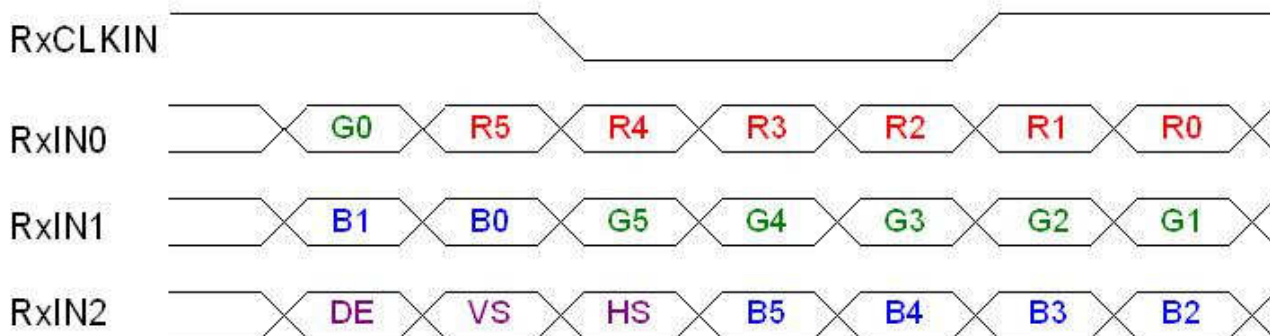 RxCLKIN
RxIN0 G0 R5 R4 R3 R2 R1 R0
RxIN1 B1 B0 G5 G4 G3 G2 G1
RxIN2 DE VS HS B5 B4 B3 B2